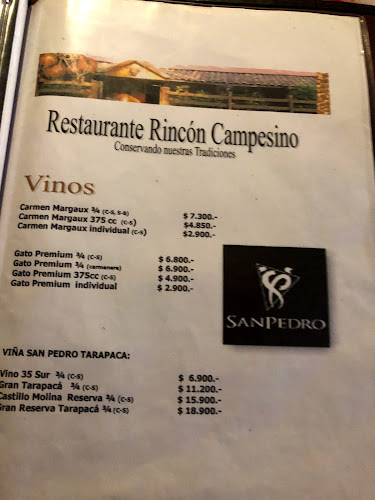 Restaurante Rincón Campesino
Conservando nuestras Tradiciones
Vinos
Carmen Margaux ¾ (C-S, S-B) $ 7.300.-
Carmen Margaux 375 cc (C-S) $4.850.-
Carmen Margaux individual (C-S) $2.900.-
Gato Premium ¾ (C-S) $ 6.800.-
Gato Premium ¾ (carmenere) $ 6.900.-
Gato Premium 375cc (C-S) $ 4.900.-
Gato Premium individual $ 2.900.-
SANPEDRO
VIÑA SAN PEDRO TARAPACA:
Vino 35 Sur ¾ (C-S) $ 6.900.-
Gran Tarapacá ¾ (C-S) $ 11.200.-
Castillo Molina Reserva ¾ (C-S) $ 15.900.-
Gran Reserva Tarapacá ¾ (C-S) $ 18.900.-